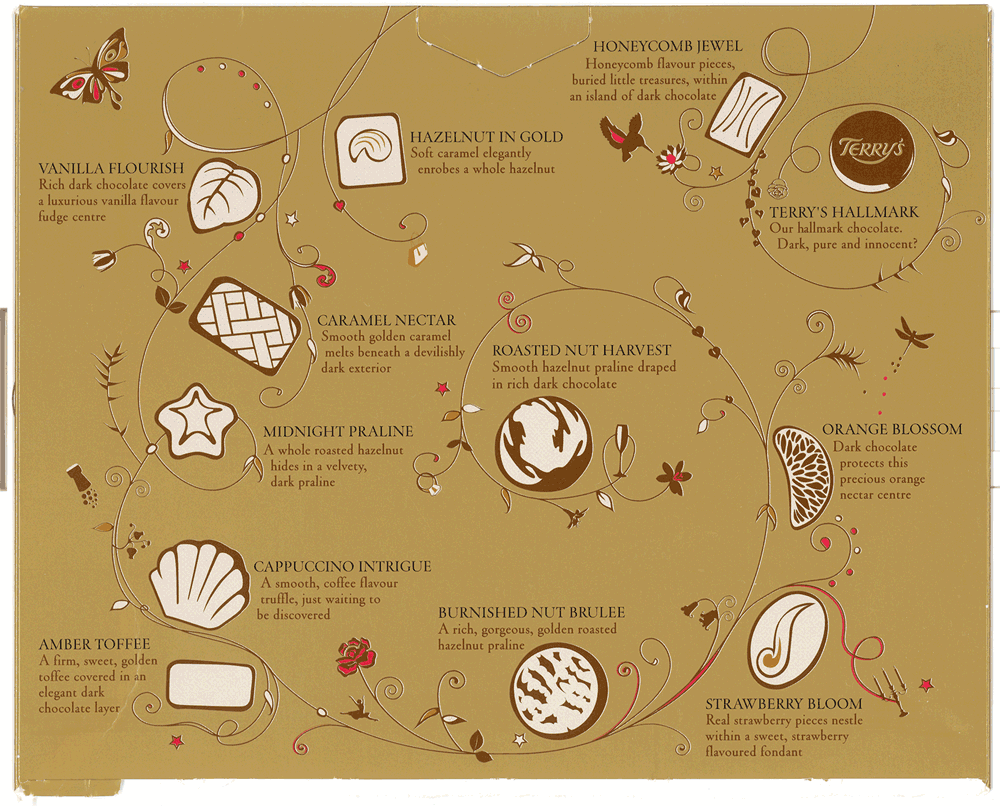 HONEYCOMB JEWEL
Honeycomb flavour pieces,
buried little treasures, within
an island of dark chocolate
HAZELNUT IN GOLD
Soft caramel elegantly
enrobes a whole hazelnut
TERRY'S
VANILLA FLOURISH
Rich dark chocolate covers
a luxurious vanilla flavour
fudge centre
TERRY'S HALLMARK
Our hallmark chocolate.
Dark, pure and innocent?
CARAMEL NECTAR
Smooth golden caramel
melts beneath a devilishly
dark exterior
ROASTED NUT HARVEST
Smooth hazelnut praline draped
in rich dark chocolate
MIDNIGHT PRALINE
A whole roasted hazelnut
hides in a velvety,
dark praline
ORANGE BLOSSOM
Dark chocolate
protects this
precious orange
nectar centre
CAPPUCCINO INTRIGUE
A smooth, coffee flavour
truffle, just waiting to
be discovered
BURNISHED NUT BRULEE
A rich, gorgeous, golden roasted
hazelnut praline
AMBER TOFFEE
A firm, sweet, golden
toffee covered in an
elegant dark
chocolate layer
STRAWBERRY BLOOM
Real strawberry pieces nestle
within a sweet, strawberry
flavoured fondant